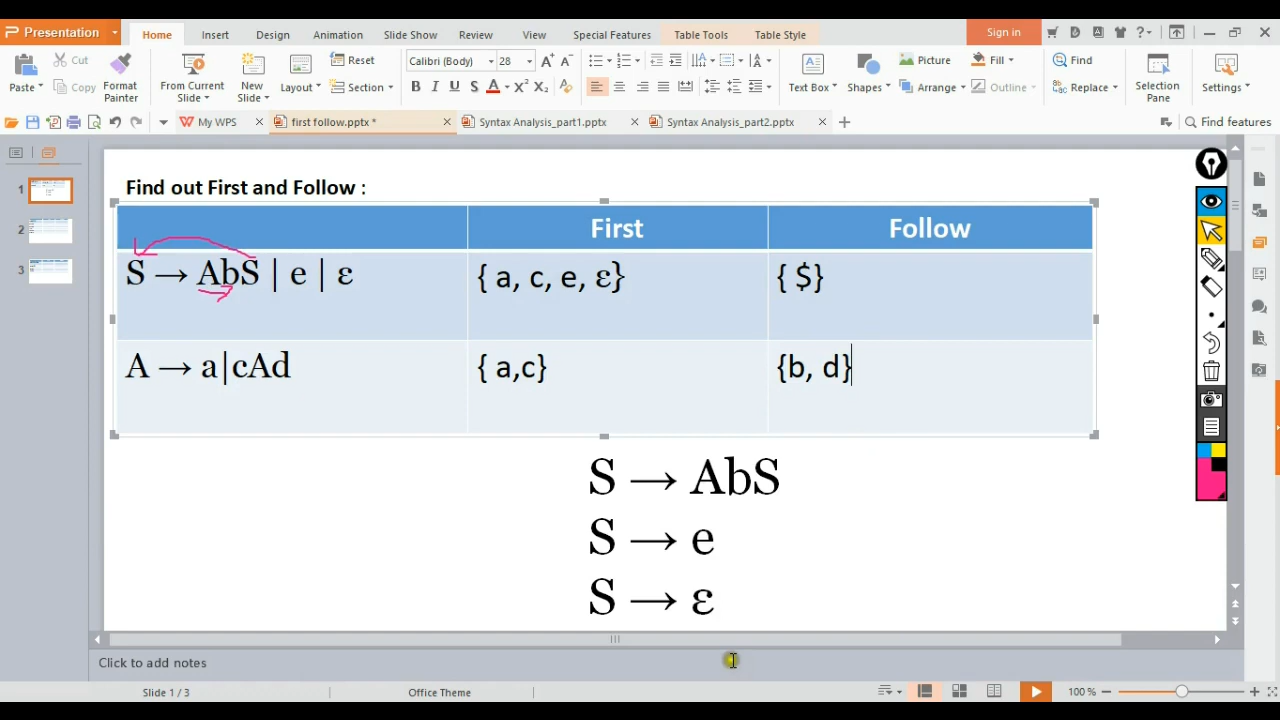 Presentation Home Insert Design Animation Slide Show Review View Special Features Table Tools Table Style Sign in
Paste Cut Copy Format Painter From Current Slide New Slide Layout Reset Section Calibri (Body) 28 B I U S A X² X₂ Text Box Shapes Picture Arrange Fill Outline Find Replace Selection Pane Settings
My WPS first follow.pptx * Syntax Analysis_part1.pptx Syntax Analysis_part2.pptx Find features
1
2
3
Find out First and Follow :
First Follow
S → AbS | e | ε { a, c, e, ε} { $}
A → a|cAd { a,c} {b, d}
S → AbS
S → e
S → ε
Click to add notes
Slide 1 / 3 Office Theme 100 %